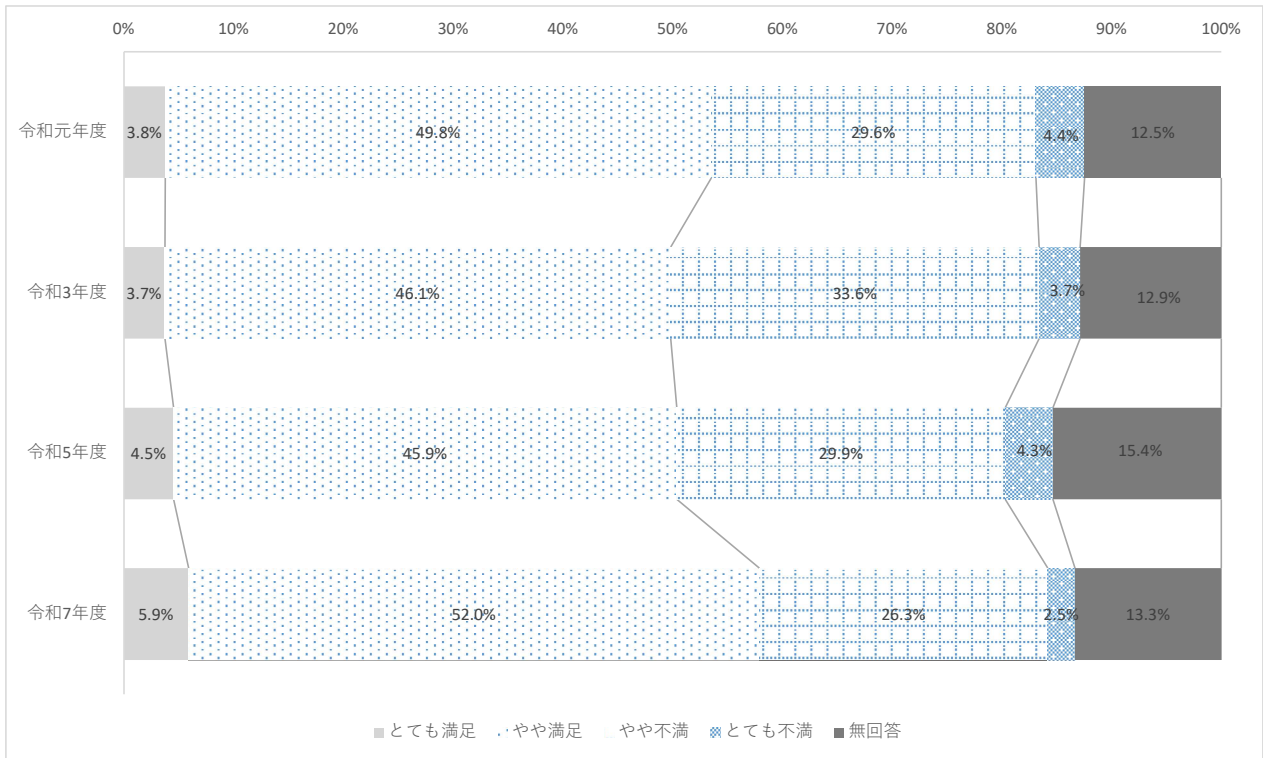 0% 10% 20% 30% 40% 50% 60% 70% 80% 90% 100%
令和元年度 3.8% 49.8% 29.6% 4.4% 12.5%
令和3年度 3.7% 46.1% 33.6% 3.7% 12.9%
令和5年度 4.5% 45.9% 29.9% 4.3% 15.4%
令和7年度 5.9% 52.0% 26.3% 2.5% 13.3%
とても満足 やや満足 やや不満 とても不満 無回答